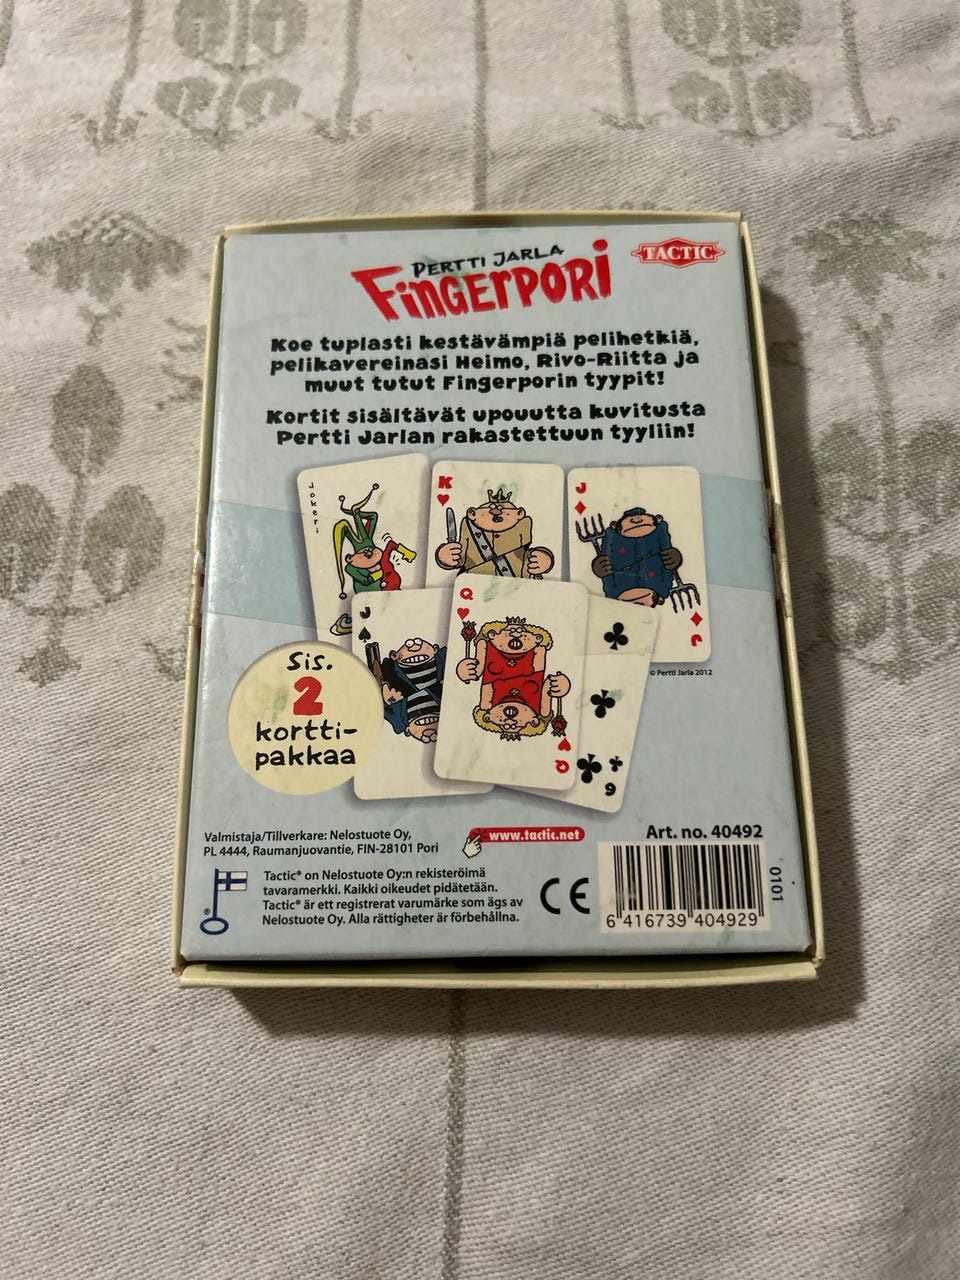 PERTTI JARLA
FINGERPORI
TACTIC
Koe tuplasti kestävämpiä pelihetkiä,
pelikavereinasi Heimo, Rivo-Riitta ja
muut tutut Fingerporin tyypit!
Kortit sisältävät upouutta kuvitusta
Pertti Jarlan rakastettuun tyyliin!
Jokeri
K
J
J
J
Q
Q
6
© Pertti Jarla 2012
Sis.
2
kortti-
pakkaa
Valmistaja/Tillverkare: Nelostuote Oy,
PL 4444, Raumanjuovantie, FIN-28101 Pori
www.tactic.net
Art. no. 40492
Tactic® on Nelostuote Oy:n rekisteröimä
tavaramerkki. Kaikki oikeudet pidätetään.
Tactic® är ett registrerat varumärke som ägs av
Nelostuote Oy. Alla rättigheter är förbehållna.
®
CE
6 416739 404929
0101